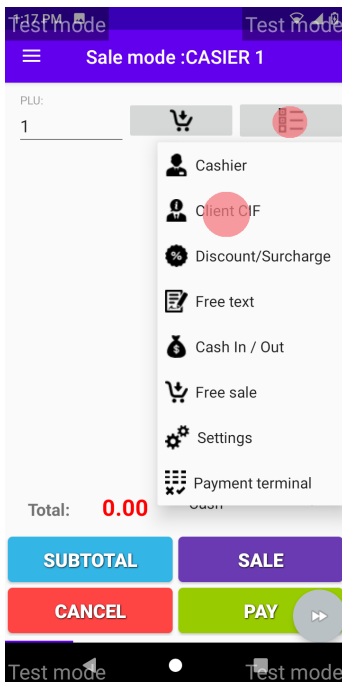 1:17 PM
Test mode Test mode
Sale mode :CASIER 1
PLU:
1
Cashier
Client CIF
Discount/Surcharge
Free text
Cash In / Out
Free sale
Settings
Payment terminal
Total: 0.00 Cash
SUBTOTAL SALE
CANCEL PAY
Test mode Test mode